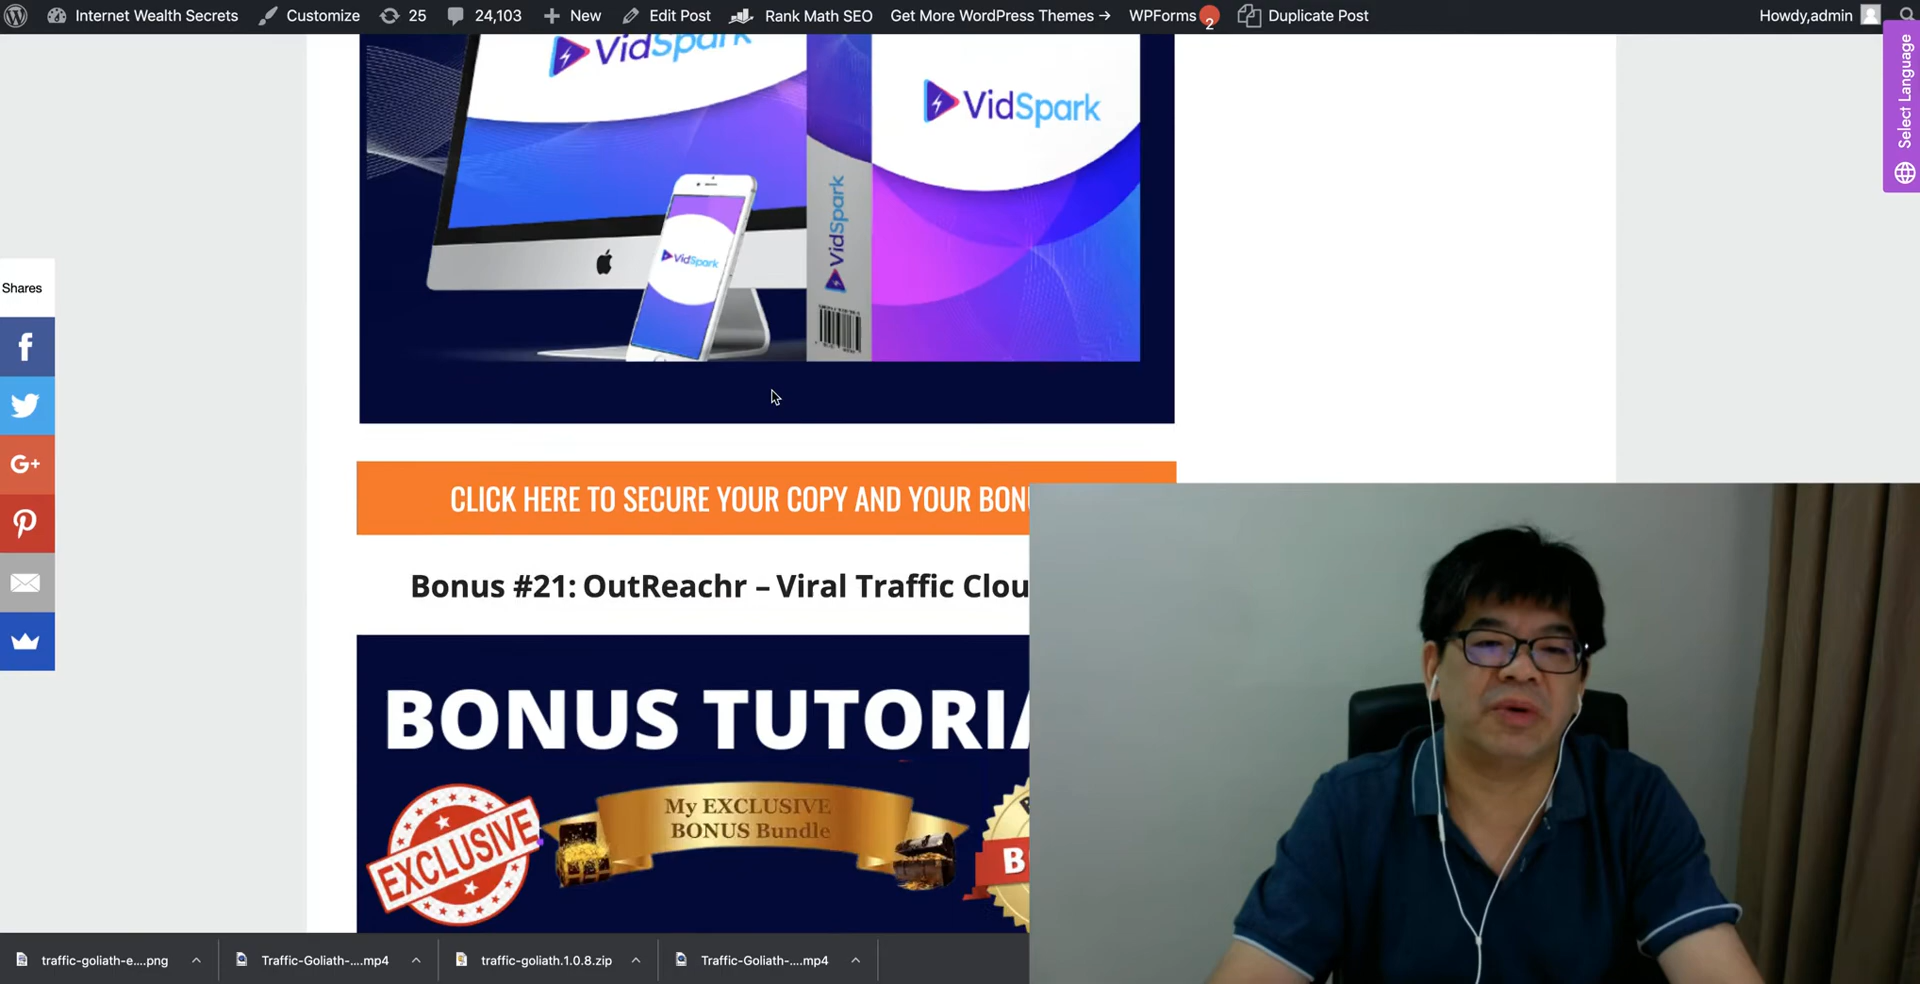 Internet Wealth Secrets Customize 25 24,103 New Edit Post Rank Math SEO Get More WordPress Themes → WPForms 2 Duplicate Post Howdy,admin
Select Language
VidSpark
VidSpark
VidSpark
VidSpark
Shares
CLICK HERE TO SECURE YOUR COPY AND YOUR
Bonus #21: OutReachr – Viral Traffic
BONUS
My EXCLUSIVE
BONUS Bundle
EXCLUSIVE
traffic-goliath-e....png Traffic-Goliath-....mp4 traffic-goliath.1.0.8.zip Traffic-Goliath-....mp4